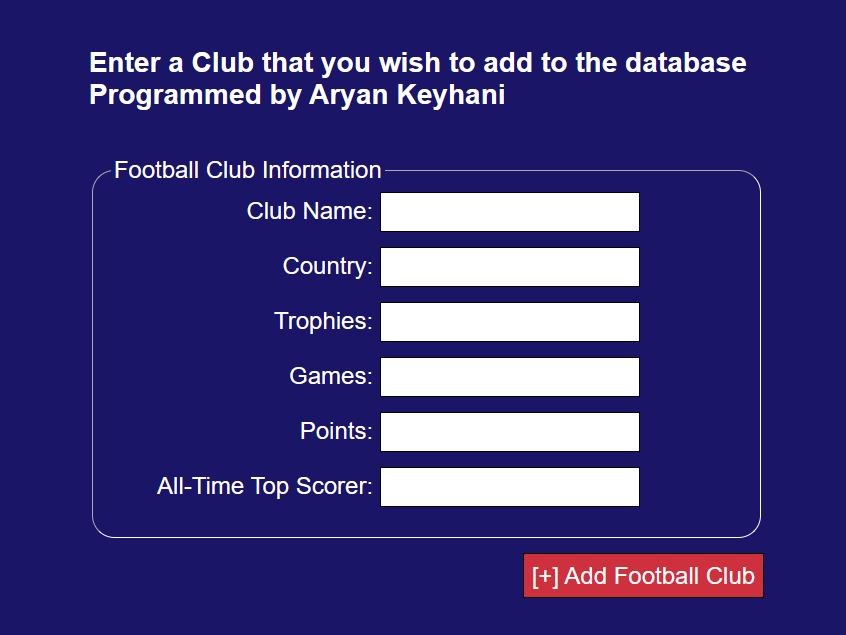 Enter a Club that you wish to add to the database
Programmed by Aryan Keyhani
Football Club Information
Club Name:
Country:
Trophies:
Games:
Points:
All-Time Top Scorer:
[+] Add Football Club